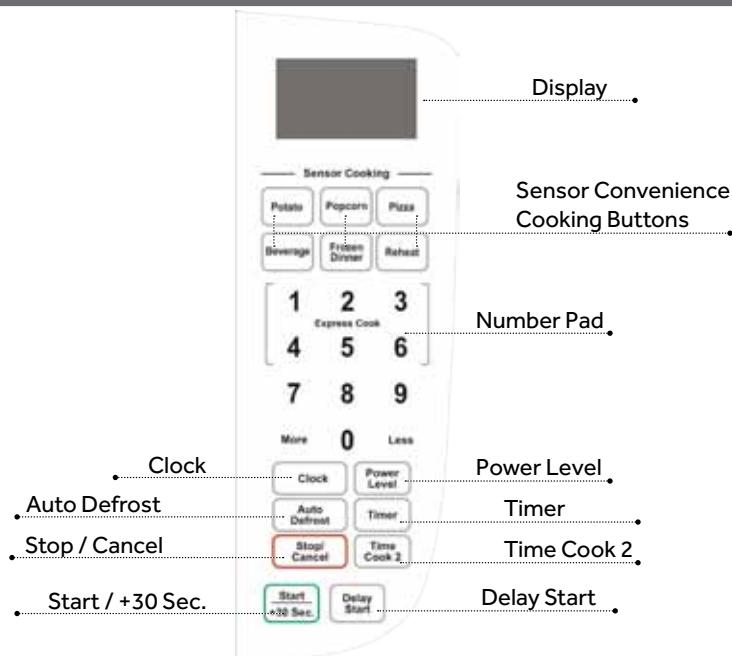 Display
Sensor Cooking
Potato Popcorn Pizza
Sensor Convenience
Cooking Buttons
Beverage Frozen Dinner Reheat
1 2 3
Express Cook
Number Pad
4 5 6
7 8 9
More 0 Less
Clock
Clock
Power Level
Power Level
Auto Defrost
Auto Defrost
Timer
Timer
Stop / Cancel
Stop/ Cancel
Time Cook 2
Time Cook 2
Start / +30 Sec.
Start +30 Sec.
Delay Start
Delay Start